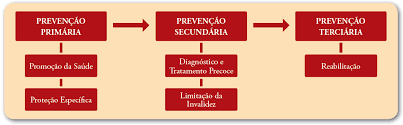 PREVENÇÃO
PRIMÁRIA
Promoção da Saúde
Proteção Específica
PREVENÇÃO
SECUNDÁRIA
Diagnóstico e
Tratamento Precoce
Limitação da
Invalidez
PREVENÇÃO
TERCIÁRIA
Reabilitação